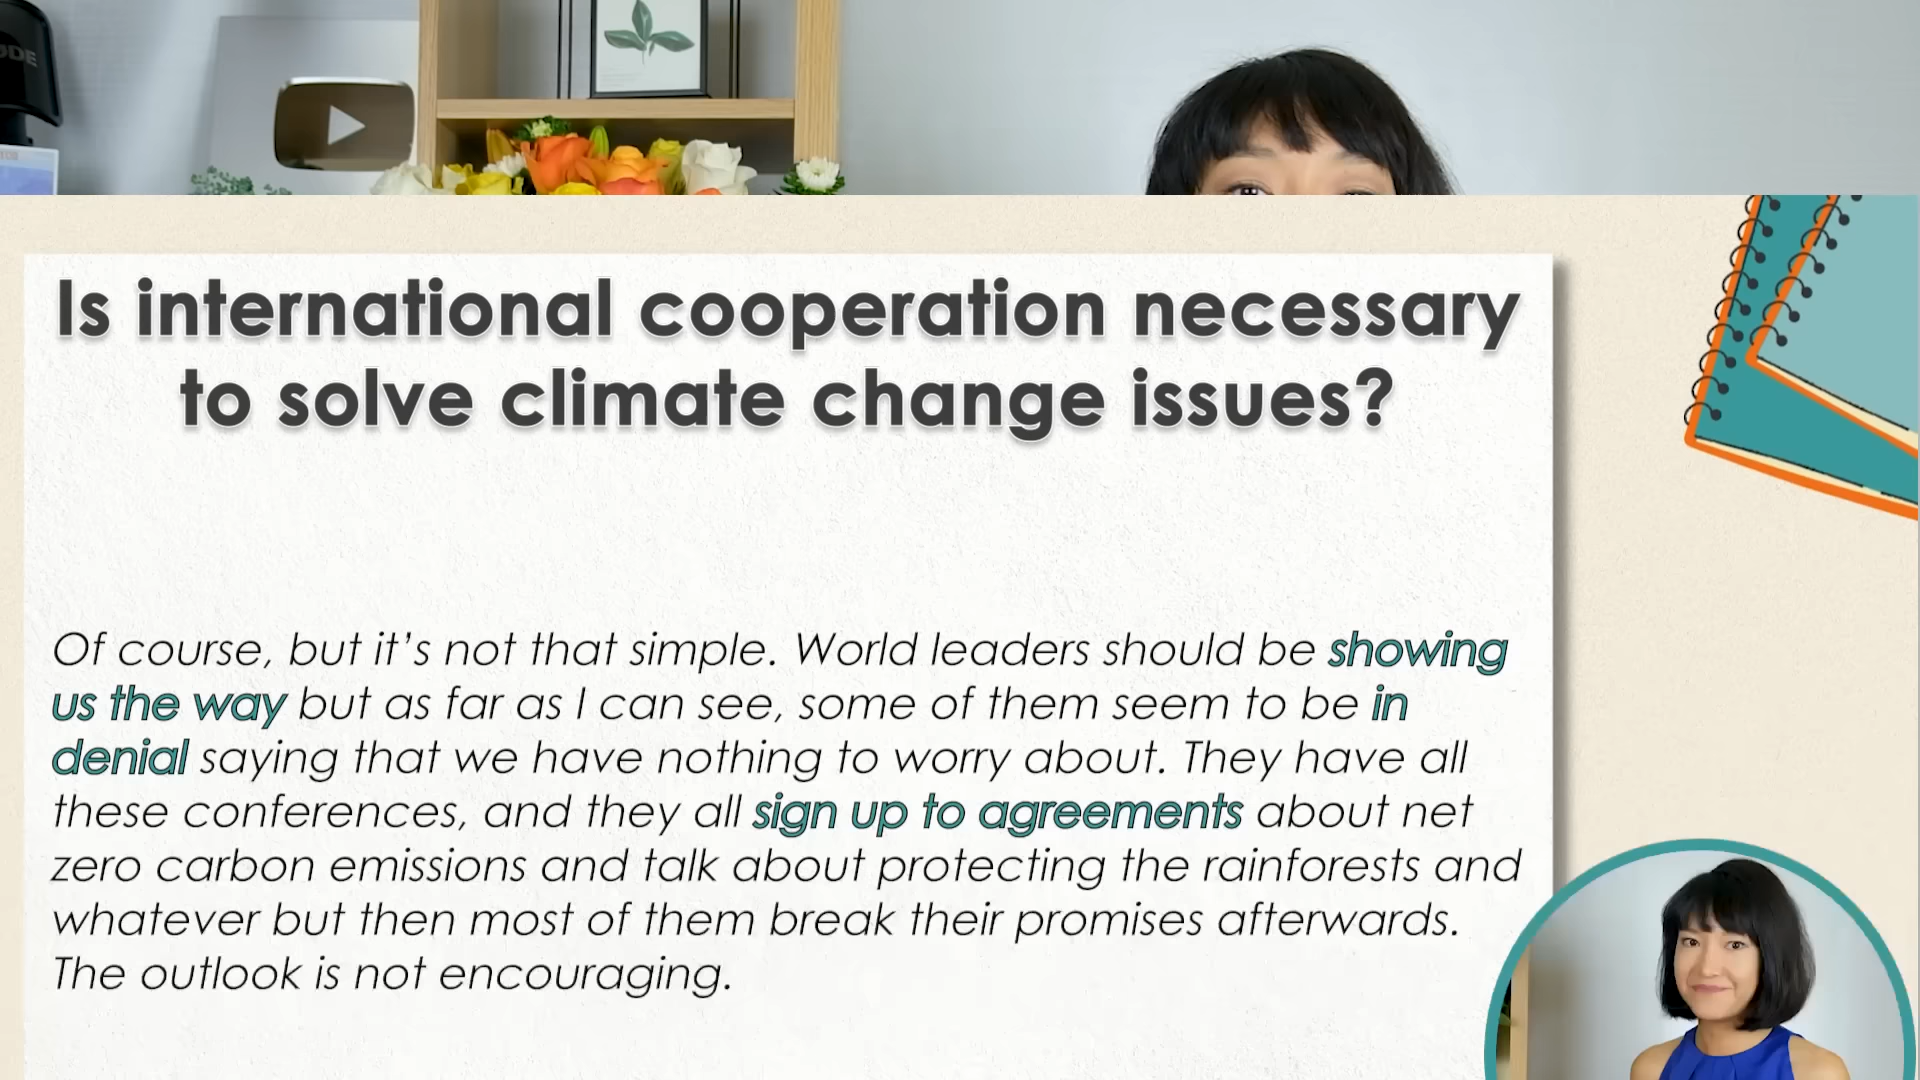 Is international cooperation necessary
to solve climate change issues?
Of course, but it’s not that simple. World leaders should be showing
us the way but as far as I can see, some of them seem to be in
denial saying that we have nothing to worry about. They have all
these conferences, and they all sign up to agreements about net
zero carbon emissions and talk about protecting the rainforests and
whatever but then most of them break their promises afterwards.
The outlook is not encouraging.